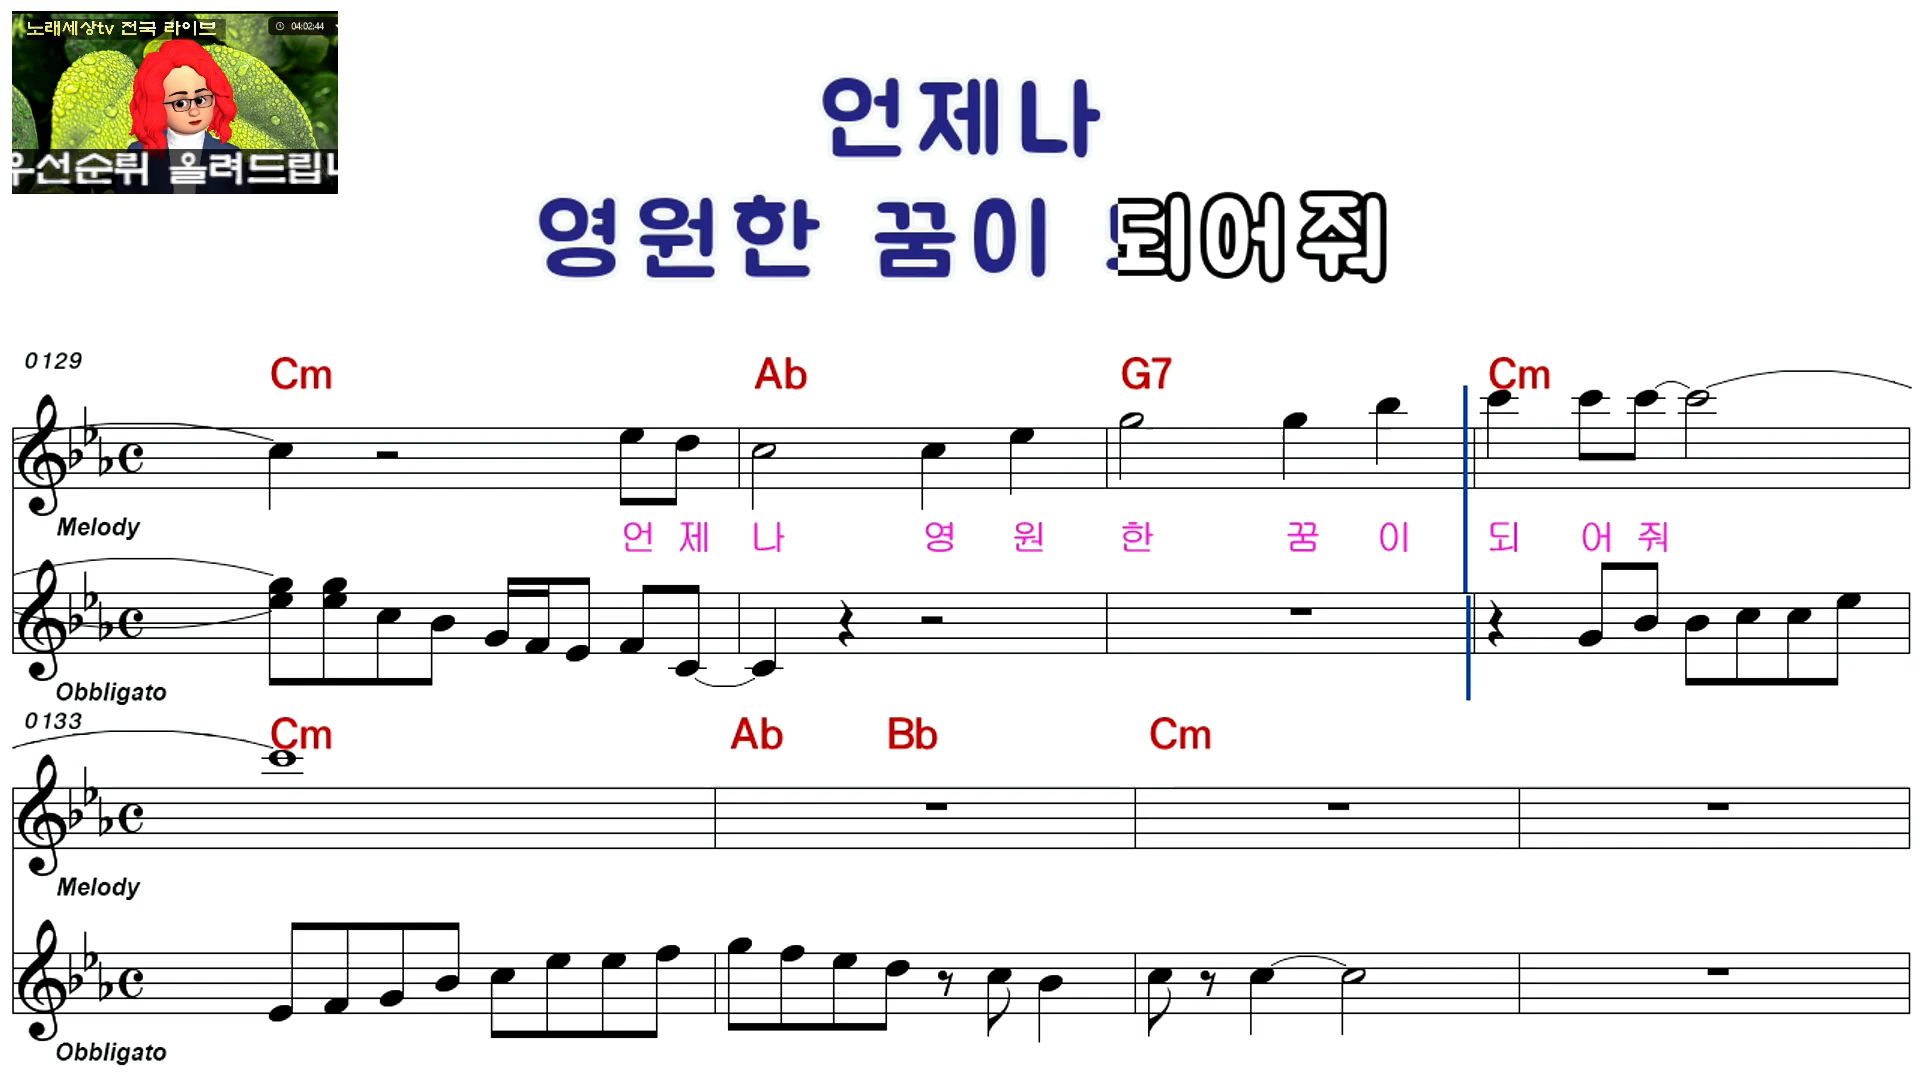 노래세상tv 전국 라이브
04:02:44
우선순위 올려드립니
언제나
영원한 꿈이 되어줘
0129
Cm Ab G7 Cm
Melody
언 제 나 영 원 한 꿈 이 되 어 줘
Obbligato
0133
Cm Ab Bb Cm
Melody
Obbligato